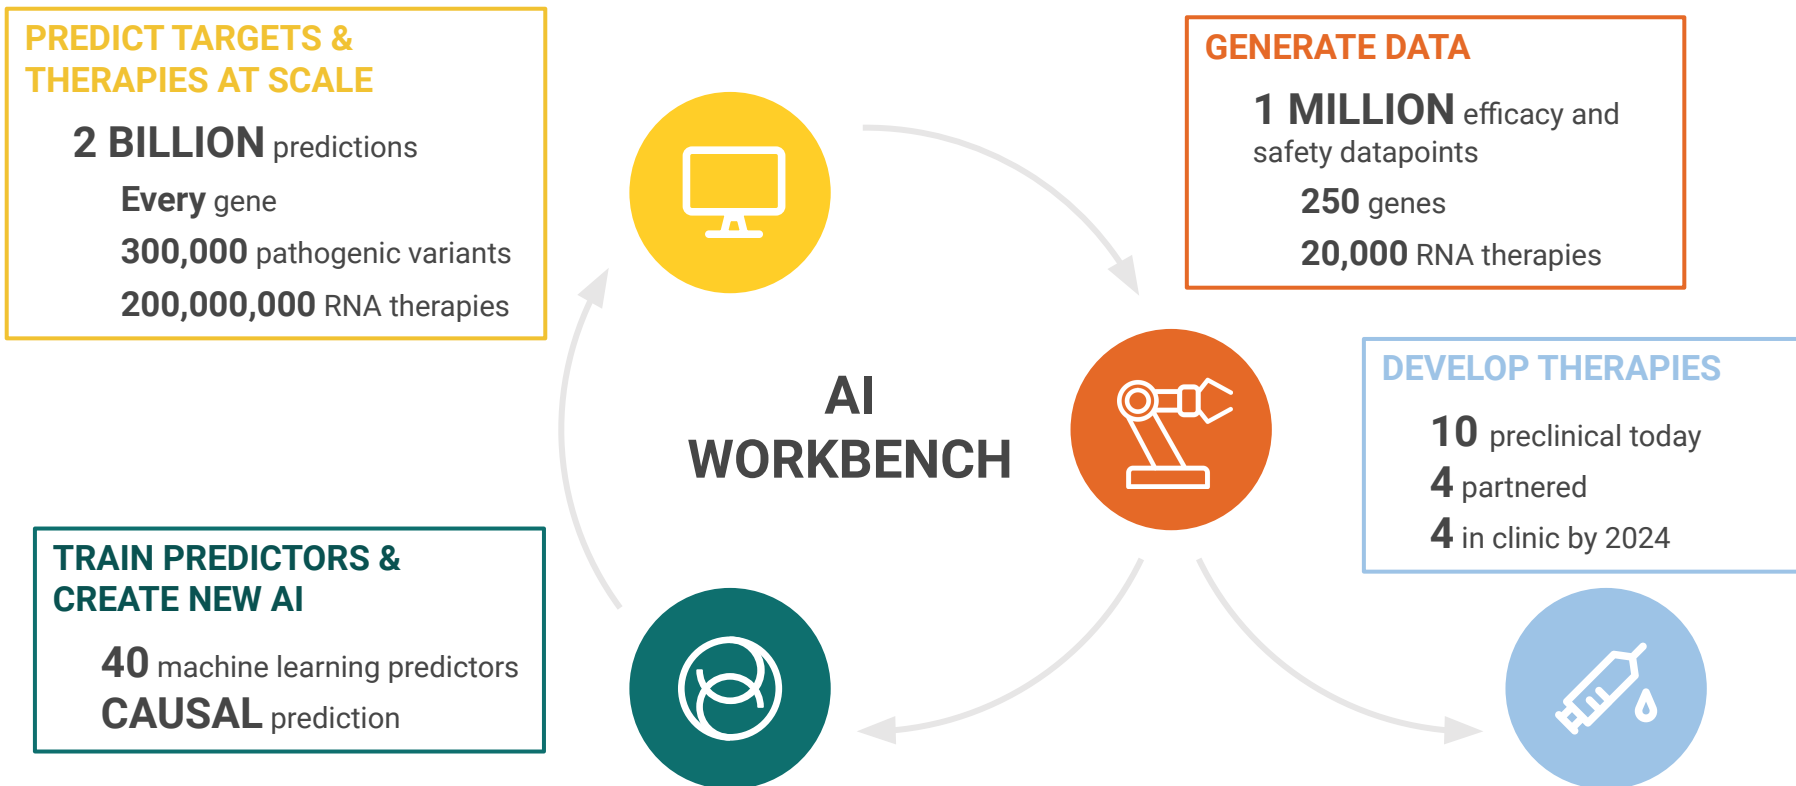 PREDICT TARGETS &
THERAPIES AT SCALE
2 BILLION predictions
Every gene
300,000 pathogenic variants
200,000,000 RNA therapies
GENERATE DATA
1 MILLION efficacy and
safety datapoints
250 genes
20,000 RNA therapies
AI
WORKBENCH
DEVELOP THERAPIES
10 preclinical today
4 partnered
4 in clinic by 2024
TRAIN PREDICTORS &
CREATE NEW AI
40 machine learning predictors
CAUSAL prediction